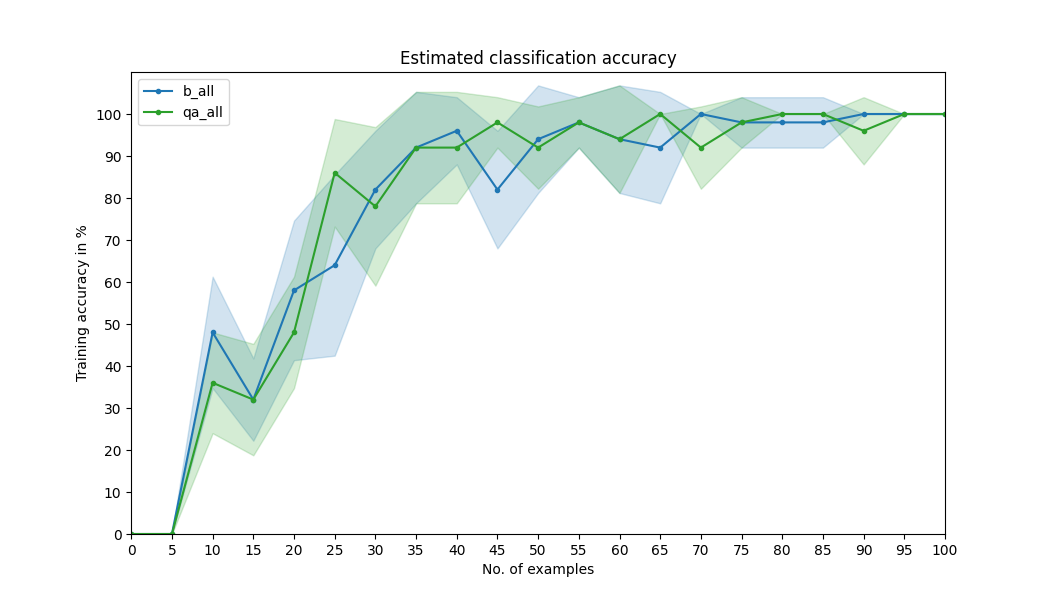 Estimated classification accuracy
b_all
qa_all
Training accuracy in %
100
90
80
70
60
50
40
30
20
10
0
0 5 10 15 20 25 30 35 40 45 50 55 60 65 70 75 80 85 90 95 100
No. of examples